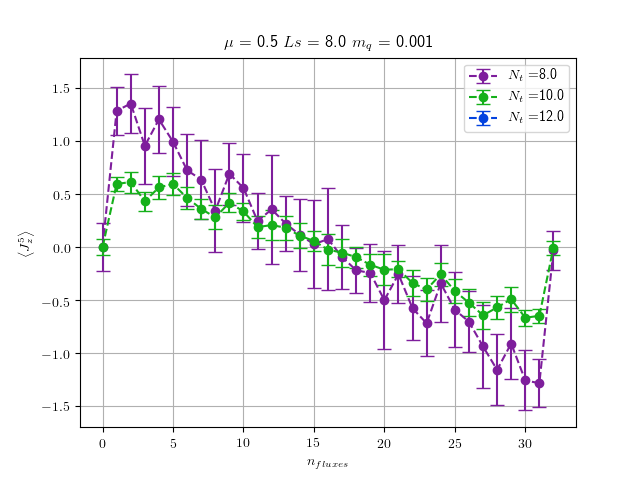 μ = 0.5 Ls = 8.0 m_q = 0.001
N_t =8.0
N_t =10.0
N_t =12.0
⟨J_z^5⟩
1.5
1.0
0.5
0.0
−0.5
−1.0
−1.5
0 5 10 15 20 25 30
n_fluxes